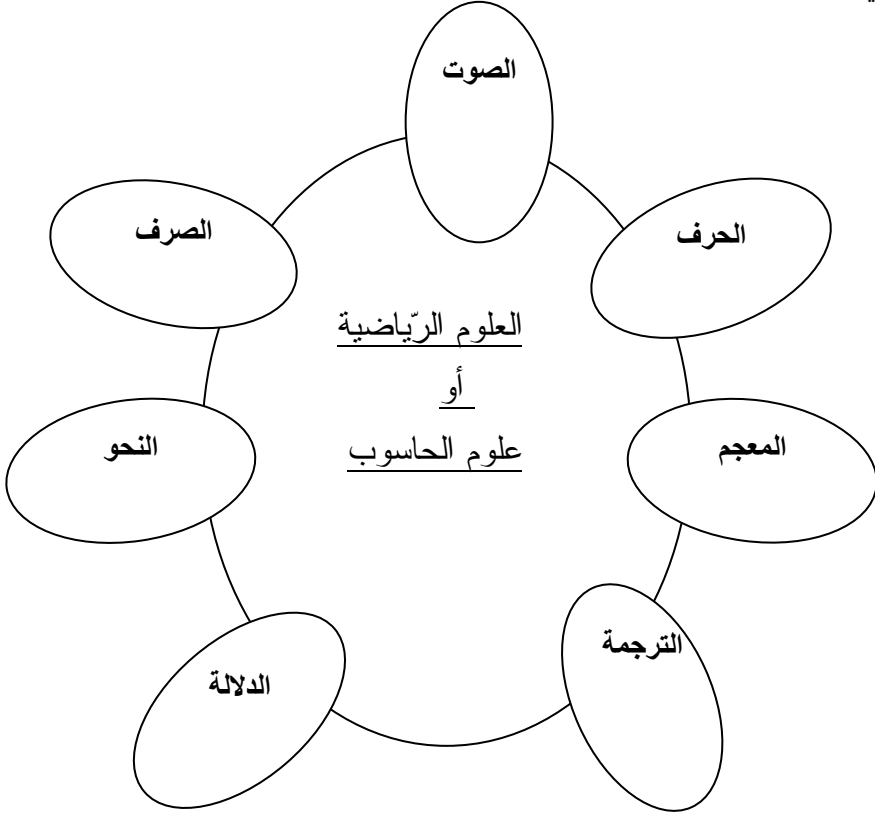 الصوت
الحرف
الصرف
العلوم الرّياضية
أو
علوم الحاسوب
المعجم
النحو
الترجمة
الدلالة